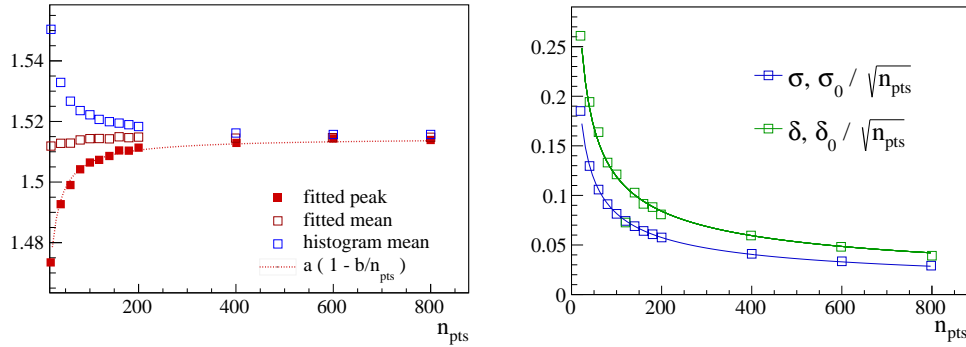 1.54
1.52
1.5
1.48
200
400
600
800
n_pts
fitted peak
fitted mean
histogram mean
a ( 1 - b/n_pts )
0.25
0.2
0.15
0.1
0.05
0
0
200
400
600
800
n_pts
σ, σ_0 / √n_pts
δ, δ_0 / √n_pts